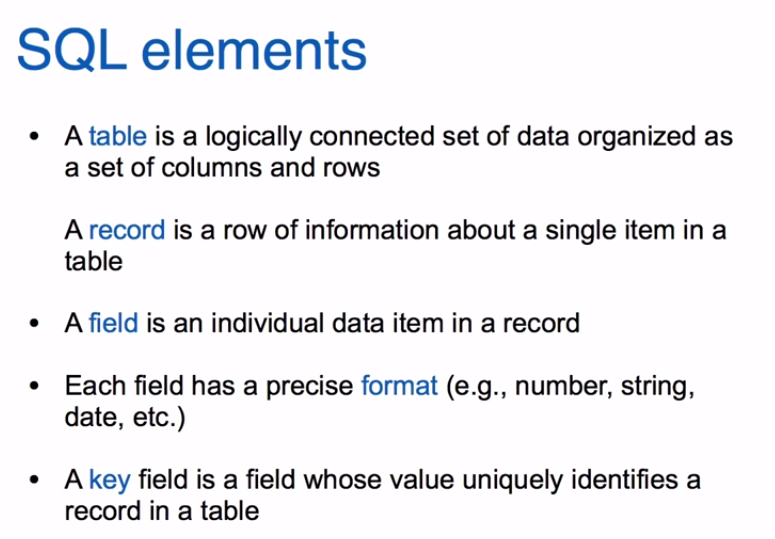 SQL elements
• A table is a logically connected set of data organized as
a set of columns and rows
A record is a row of information about a single item in a
table
• A field is an individual data item in a record
• Each field has a precise format (e.g., number, string,
date, etc.)
• A key field is a field whose value uniquely identifies a
record in a table